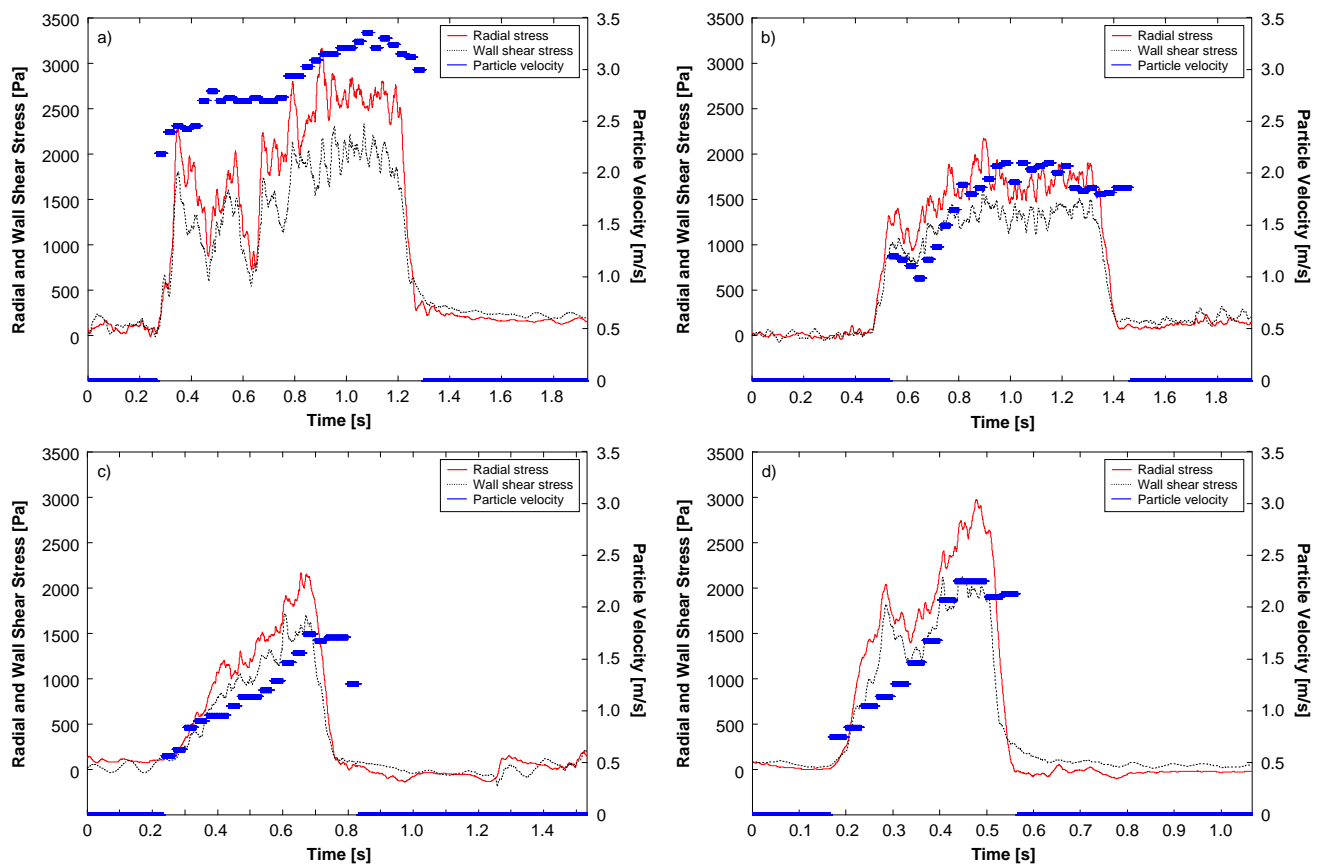 a)
Radial stress
Wall shear stress
Particle velocity
Radial and Wall Shear Stress [Pa]
3500
3000
2500
2000
1500
1000
500
0
3.5
3.0
2.5
2.0
1.5
1.0
0.5
0
Particle Velocity [m/s]
0 0.2 0.4 0.6 0.8 1.0 1.2 1.4 1.6 1.8
Time [s]
b)
Radial stress
Wall shear stress
Particle velocity
Radial and Wall Shear Stress [Pa]
3500
3000
2500
2000
1500
1000
500
0
3.5
3.0
2.5
2.0
1.5
1.0
0.5
0
Particle Velocity [m/s]
0 0.2 0.4 0.6 0.8 1.0 1.2 1.4 1.6 1.8
Time [s]
c)
Radial stress
Wall shear stress
Particle velocity
Radial and Wall Shear Stress [Pa]
3500
3000
2500
2000
1500
1000
500
0
3.5
3.0
2.5
2.0
1.5
1.0
0.5
0
Particle Velocity [m/s]
0 0.2 0.4 0.6 0.8 1.0 1.2 1.4
Time [s]
d)
Radial stress
Wall shear stress
Particle velocity
Radial and Wall Shear Stress [Pa]
3500
3000
2500
2000
1500
1000
500
0
3.5
3.0
2.5
2.0
1.5
1.0
0.5
0
Particle Velocity [m/s]
0 0.1 0.2 0.3 0.4 0.5 0.6 0.7 0.8 0.9 1.0
Time [s]